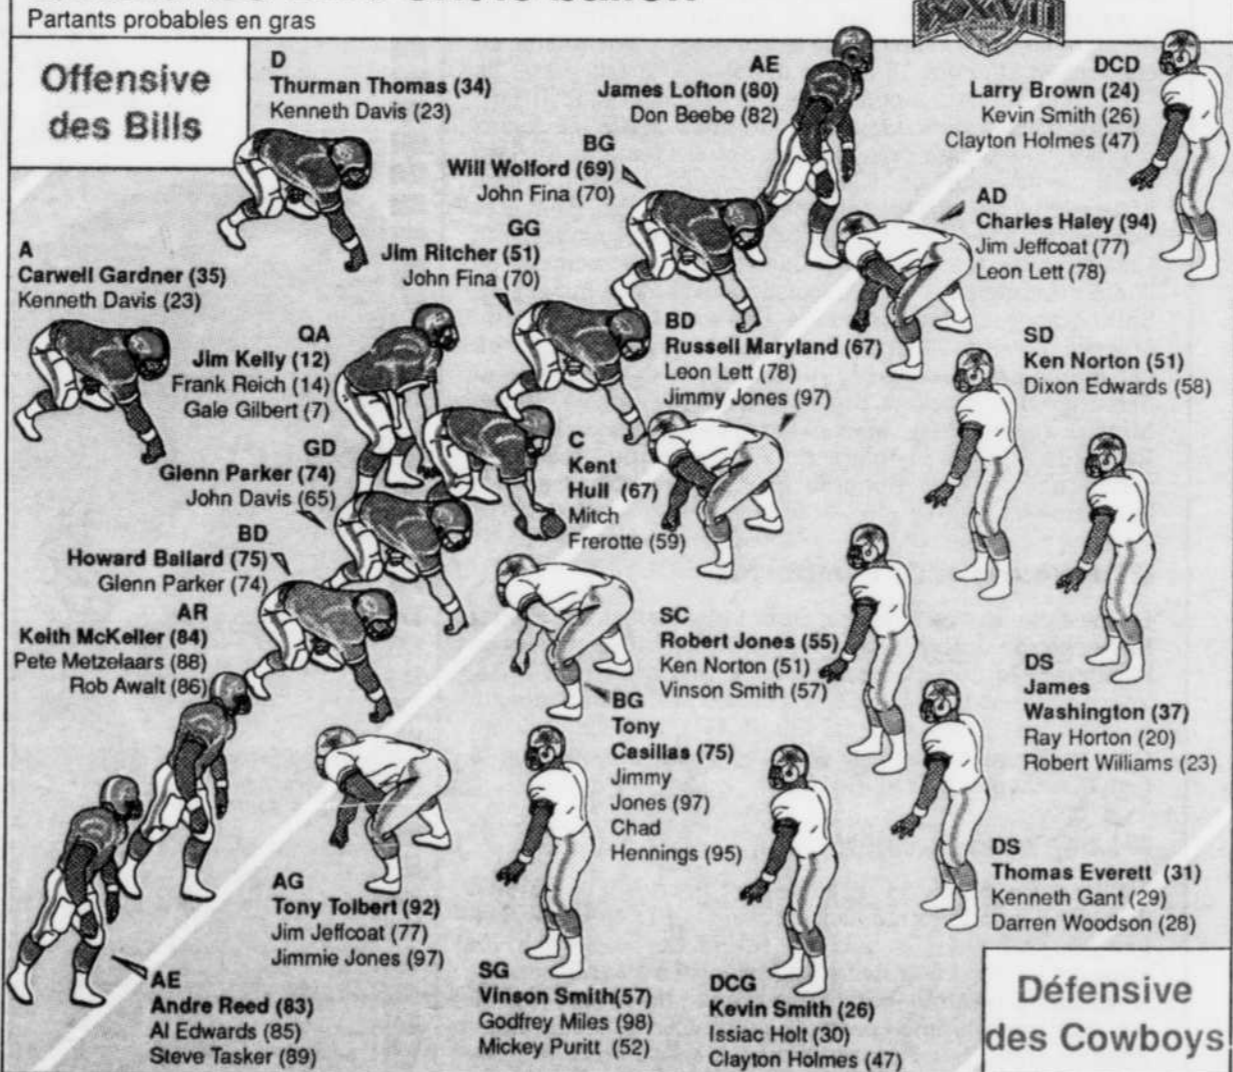 Partants probables en gras
XXVII
Offensive
des Bills
D
Thurman Thomas (34)
Kenneth Davis (23)
AE
James Lofton (80)
Don Beebe (82)
DCD
Larry Brown (24)
Kevin Smith (26)
Clayton Holmes (47)
BG
Will Wolford (69)
John Fina (70)
AD
Charles Haley (94)
Jim Jeffcoat (77)
Leon Lett (78)
GG
Jim Ritcher (51)
John Fina (70)
A
Carwell Gardner (35)
Kenneth Davis (23)
QA
Jim Kelly (12)
Frank Reich (14)
Gale Gilbert (7)
BD
Russell Maryland (67)
Leon Lett (78)
Jimmy Jones (97)
SD
Ken Norton (51)
Dixon Edwards (58)
GD
Glenn Parker (74)
John Davis (65)
C
Kent
Hull (67)
Mitch
Frerotte (59)
BD
Howard Ballard (75)
Glenn Parker (74)
AR
Keith McKeller (84)
Pete Metzelaars (88)
Rob Awalt (86)
SC
Robert Jones (55)
Ken Norton (51)
Vinson Smith (57)
DS
James
Washington (37)
Ray Horton (20)
Robert Williams (23)
BG
Tony
Casillas (75)
Jimmy
Jones (97)
Chad
Hennings (95)
DS
Thomas Everett (31)
Kenneth Gant (29)
Darren Woodson (28)
AG
Tony Tolbert (92)
Jim Jeffcoat (77)
Jimmie Jones (97)
AE
Andre Reed (83)
Al Edwards (85)
Steve Tasker (89)
SG
Vinson Smith(57)
Godfrey Miles (98)
Mickey Puritt (52)
DCG
Kevin Smith (26)
Issiac Holt (30)
Clayton Holmes (47)
Défensive
des Cowboys